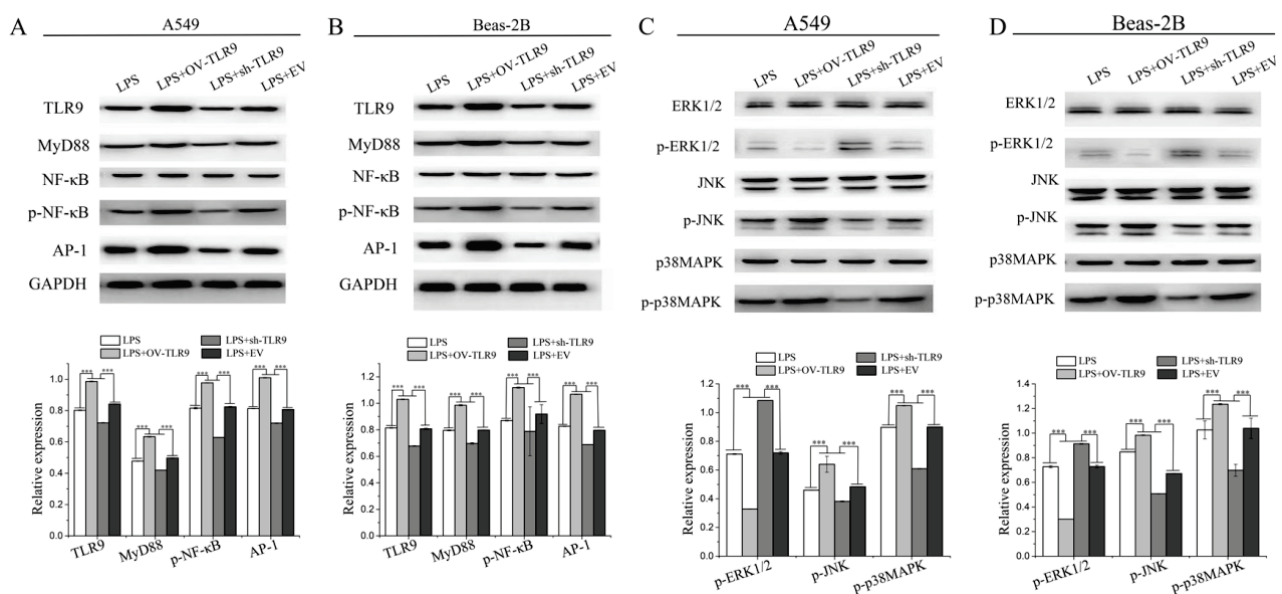 A A549
LPS LPS+OV-TLR9 LPS+sh-TLR9 LPS+EV
TLR9
MyD88
NF-κB
p-NF-κB
AP-1
GAPDH
LPS LPS+sh-TLR9
LPS+OV-TLR9 LPS+EV
Relative expression
1.0
0.8
0.6
0.4
0.2
0.0
*** *** *** *** *** *** *** ***
TLR9 MyD88 p-NF-κB AP-1
B Beas-2B
LPS LPS+OV-TLR9 LPS+sh-TLR9 LPS+EV
TLR9
MyD88
NF-κB
p-NF-κB
AP-1
GAPDH
LPS LPS+sh-TLR9
LPS+OV-TLR9 LPS+EV
Relative expression
1.2
1.0
0.8
0.6
0.4
0.2
0.0
*** *** *** *** *** *** *** ***
TLR9 MyD88 p-NF-κB AP-1
C A549
LPS LPS+OV-TLR9 LPS+sh-TLR9 LPS+EV
ERK1/2
p-ERK1/2
JNK
p-JNK
p38MAPK
p-p38MAPK
LPS LPS+sh-TLR9
LPS+OV-TLR9 LPS+EV
Relative expression
1.2
1.0
0.8
0.6
0.4
0.2
0.0
*** *** *** *** *** ***
p-ERK1/2 p-JNK p-p38MAPK
D Beas-2B
LPS LPS+OV-TLR9 LPS+sh-TLR9 LPS+EV
ERK1/2
p-ERK1/2
JNK
p-JNK
p38MAPK
p-p38MAPK
LPS LPS+sh-TLR9
LPS+OV-TLR9 LPS+EV
Relative expression
1.4
1.2
1.0
0.8
0.6
0.4
0.2
0.0
*** *** *** *** *** ***
p-ERK1/2 p-JNK p-p38MAPK